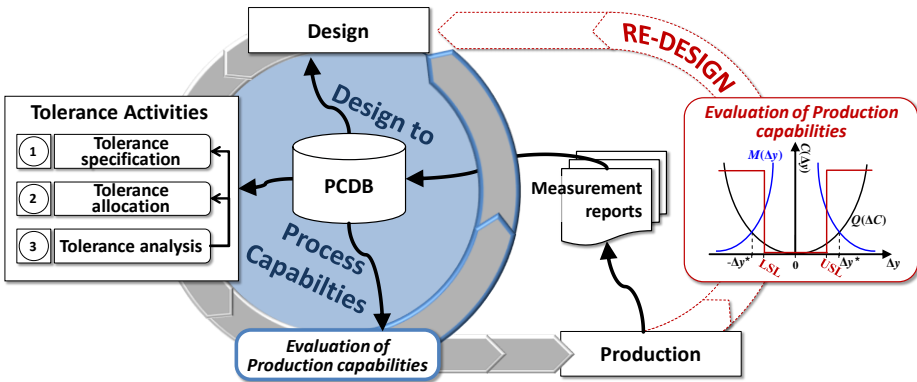 Design
RE-DESIGN
Tolerance Activities
1
Tolerance
specification
2
Tolerance
allocation
3
Tolerance analysis
Design to
PCDB
Process
Capabilties
Measurement
reports
Evaluation of
Production capabilities
Production
Evaluation of Production
capabilities
M(Δy)
C(Δy)
Q(ΔC)
-Δy*
LSL
0
USL
Δy*
Δy